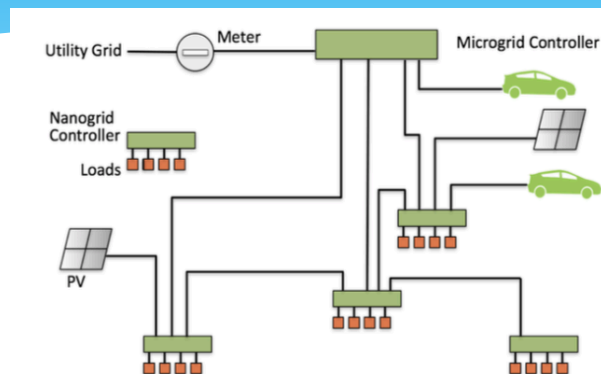 Utility Grid
Meter
Microgrid Controller
Nanogrid
Controller
Loads
PV